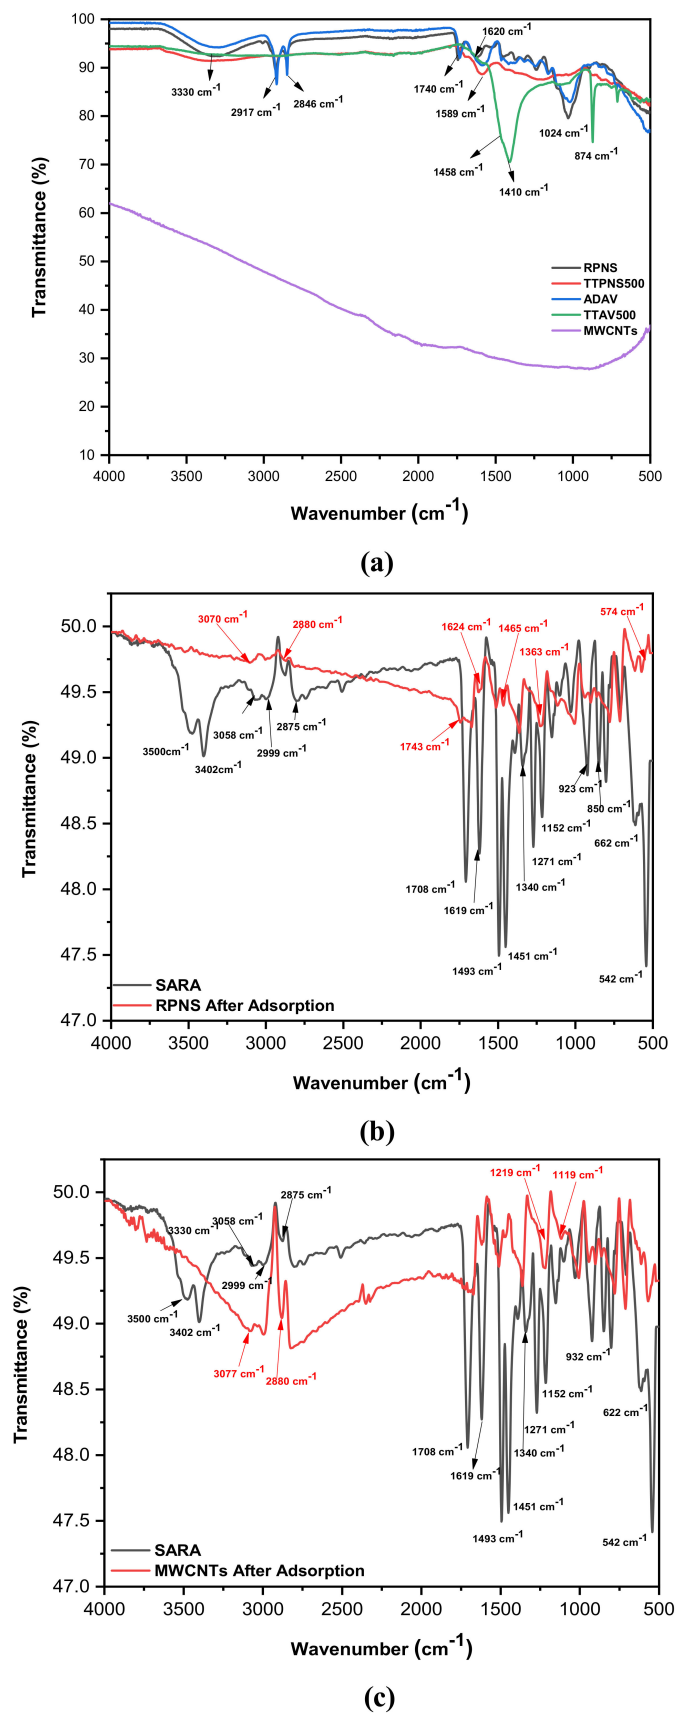 100
90
80
70
60
50
40
30
20
10
Transmittance (%)
3330 cm-1
2917 cm-1
2846 cm-1
1740 cm-1
1620 cm-1
1589 cm-1
1458 cm-1
1410 cm-1
1024 cm-1
874 cm-1
RPNS
TTPNS500
ADAV
TTAV500
MWCNTs
4000 3500 3000 2500 2000 1500 1000 500
Wavenumber (cm-1)
(a)
50.0
49.5
49.0
48.5
48.0
47.5
47.0
Transmittance (%)
3070 cm-1
2880 cm-1
1624 cm-1
1465 cm-1
1363 cm-1
574 cm-1
3500cm-1
3402cm-1
3058 cm-1
2999 cm-1
2875 cm-1
1743 cm-1
1708 cm-1
1619 cm-1
1493 cm-1
1451 cm-1
1340 cm-1
1271 cm-1
1152 cm-1
923 cm-1
850 cm-1
662 cm-1
542 cm-1
SARA
RPNS After Adsorption
4000 3500 3000 2500 2000 1500 1000 500
Wavenumber (cm-1)
(b)
50.0
49.5
49.0
48.5
48.0
47.5
47.0
Transmittance (%)
3330 cm-1
3058 cm-1
2875 cm-1
1219 cm-1
1119 cm-1
2999 cm-1
3500 cm-1
3402 cm-1
3077 cm-1
2880 cm-1
1708 cm-1
1619 cm-1
1493 cm-1
1451 cm-1
1340 cm-1
1271 cm-1
1152 cm-1
932 cm-1
622 cm-1
542 cm-1
SARA
MWCNTs After Adsorption
4000 3500 3000 2500 2000 1500 1000 500
Wavenumber (cm-1)
(c)